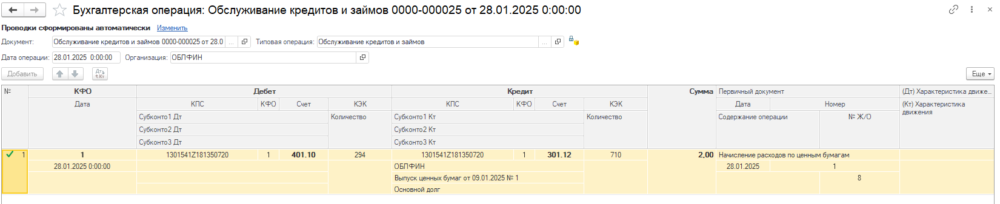 Бухгалтерская операция: Обслуживание кредитов и займов 0000-000025 от 28.01.2025 0:00:00
Проводки сформированы автоматически Изменить
Документ: Обслуживание кредитов и займов 0000-000025 от 28.0 ... Типовая операция: Обслуживание кредитов и займов ...
Дата операции: 28.01.2025 0:00:00 Организация: ОБЛФИН
Добавить Дт Кт Еще
№ КФО Дебет Кредит Сумма Первичный документ (Дт) Характеристика движе...
Дата КПС КФО Счет КЭК КПС КФО Счет КЭК Дата Номер (Кт) Характеристика движения
Субконто1 Дт Количество Субконто1 Кт Количество Содержание операции № Ж/О
Субконто2 Дт Субконто2 Кт
Субконто3 Дт Субконто3 Кт
1 1 1301541Z181350720 1 401.10 294 1301541Z181350720 1 301.12 710 2,00 Начисление расходов по ценным бумагам
28.01.2025 0:00:00 ОБЛФИН 28.01.2025 1
Выпуск ценных бумаг от 09.01.2025 № 1 8
Основной долг